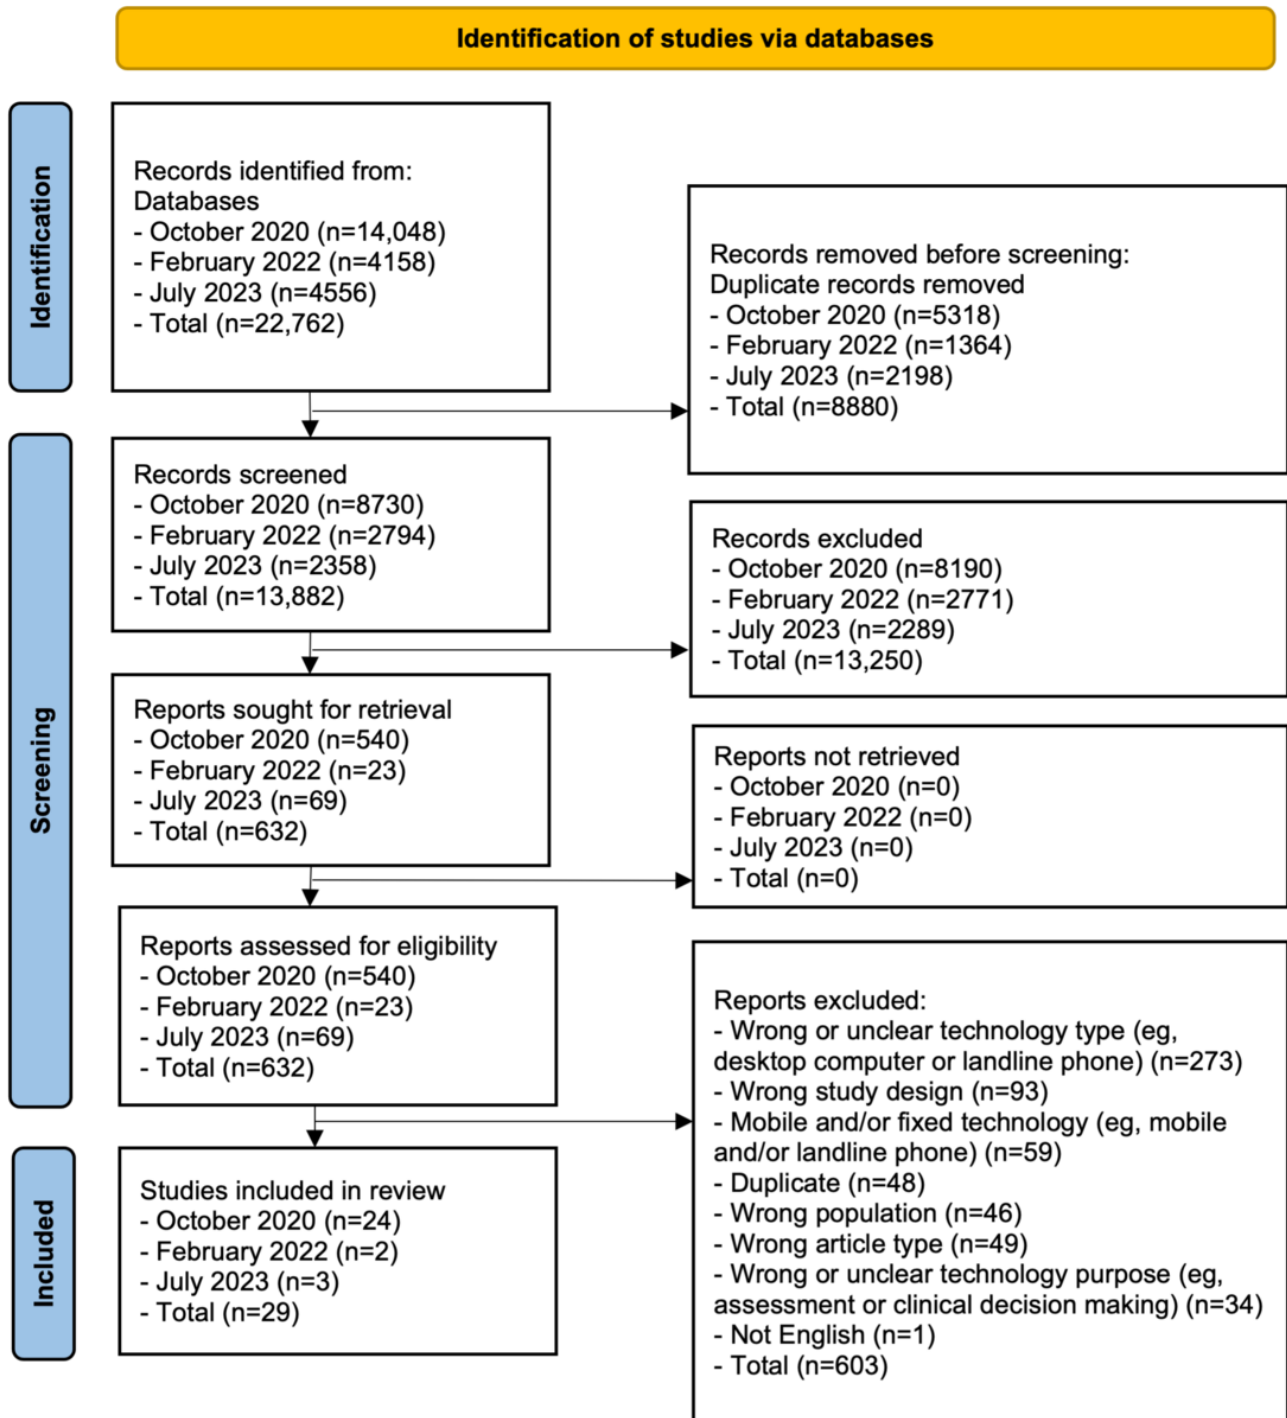 Identification of studies via databases
Identification
Records identified from:
Databases
- October 2020 (n=14,048)
- February 2022 (n=4158)
- July 2023 (n=4556)
- Total (n=22,762)
Records removed before screening:
Duplicate records removed
- October 2020 (n=5318)
- February 2022 (n=1364)
- July 2023 (n=2198)
- Total (n=8880)
Screening
Records screened
- October 2020 (n=8730)
- February 2022 (n=2794)
- July 2023 (n=2358)
- Total (n=13,882)
Records excluded
- October 2020 (n=8190)
- February 2022 (n=2771)
- July 2023 (n=2289)
- Total (n=13,250)
Reports sought for retrieval
- October 2020 (n=540)
- February 2022 (n=23)
- July 2023 (n=69)
- Total (n=632)
Reports not retrieved
- October 2020 (n=0)
- February 2022 (n=0)
- July 2023 (n=0)
- Total (n=0)
Reports assessed for eligibility
- October 2020 (n=540)
- February 2022 (n=23)
- July 2023 (n=69)
- Total (n=632)
Reports excluded:
- Wrong or unclear technology type (eg,
desktop computer or landline phone) (n=273)
- Wrong study design (n=93)
- Mobile and/or fixed technology (eg, mobile
and/or landline phone) (n=59)
- Duplicate (n=48)
- Wrong population (n=46)
- Wrong article type (n=49)
- Wrong or unclear technology purpose (eg,
assessment or clinical decision making) (n=34)
- Not English (n=1)
- Total (n=603)
Included
Studies included in review
- October 2020 (n=24)
- February 2022 (n=2)
- July 2023 (n=3)
- Total (n=29)